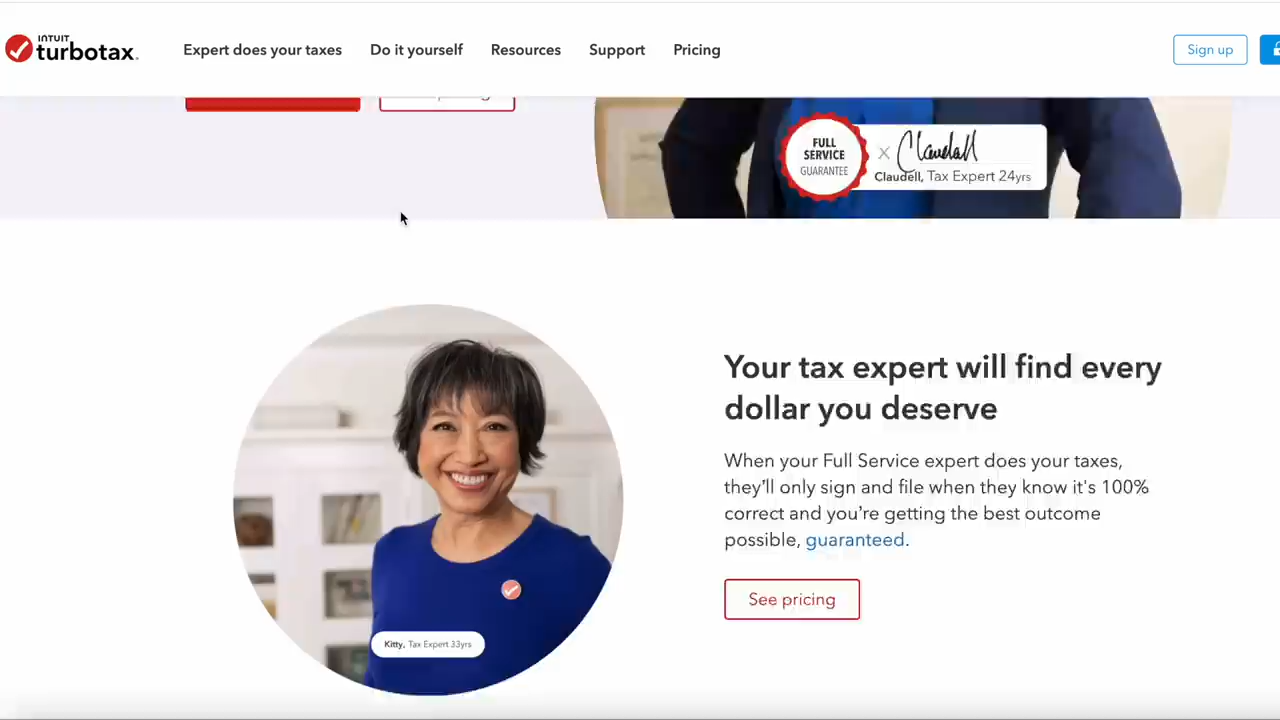 INTUIT
turbotax.
Expert does your taxes
Do it yourself
Resources
Support
Pricing
Sign up
FULL
SERVICE
GUARANTEE
X Claudell
Claudell, Tax Expert 24yrs
Your tax expert will find every
dollar you deserve
When your Full Service expert does your taxes,
they'll only sign and file when they know it's 100%
correct and you're getting the best outcome
possible, guaranteed.
See pricing
Kitty, Tax Expert 33yrs